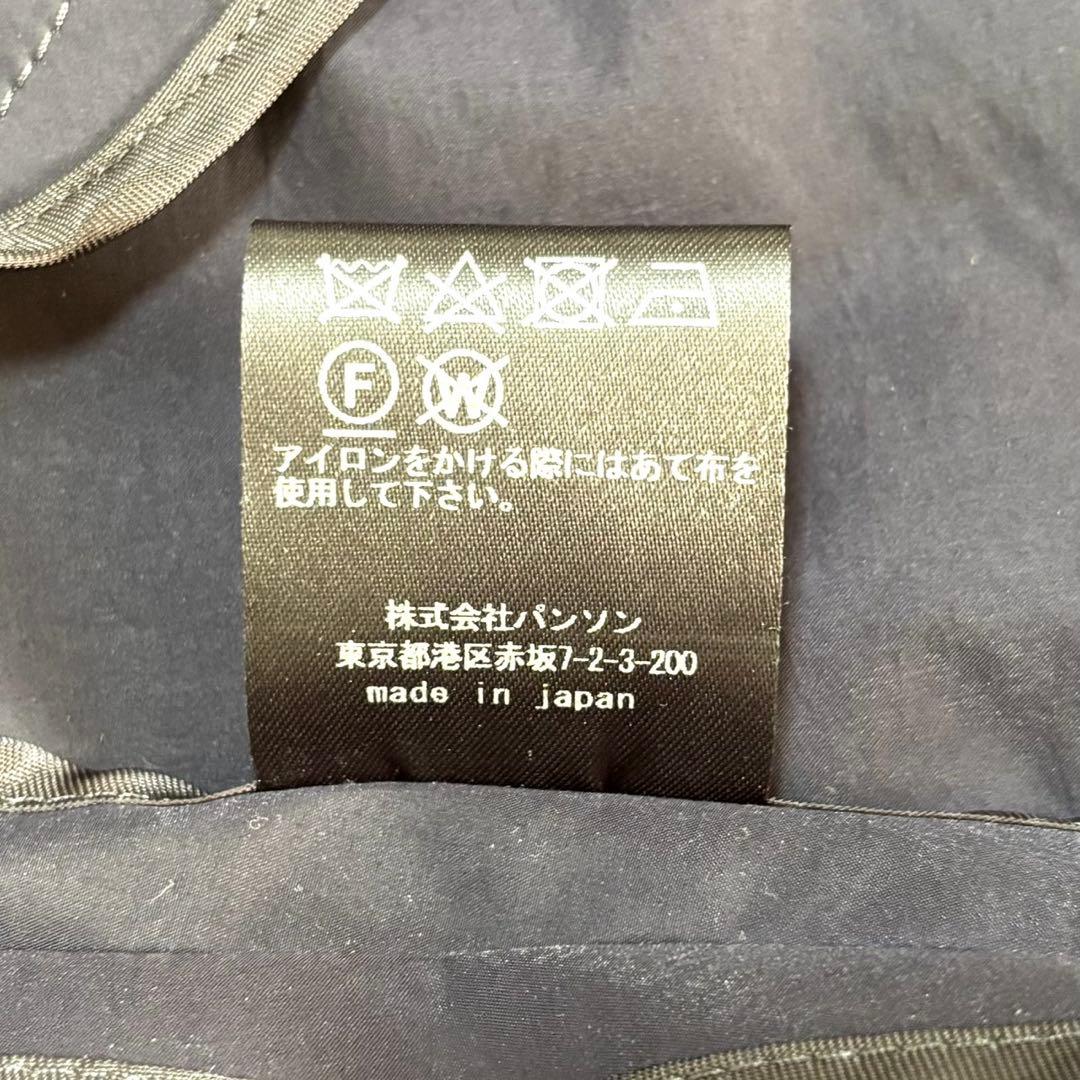 F W
アイロンをかける際にはあて布を
使用して下さい。
株式会社パンソン
東京都港区赤坂7-2-3-200
made in japan